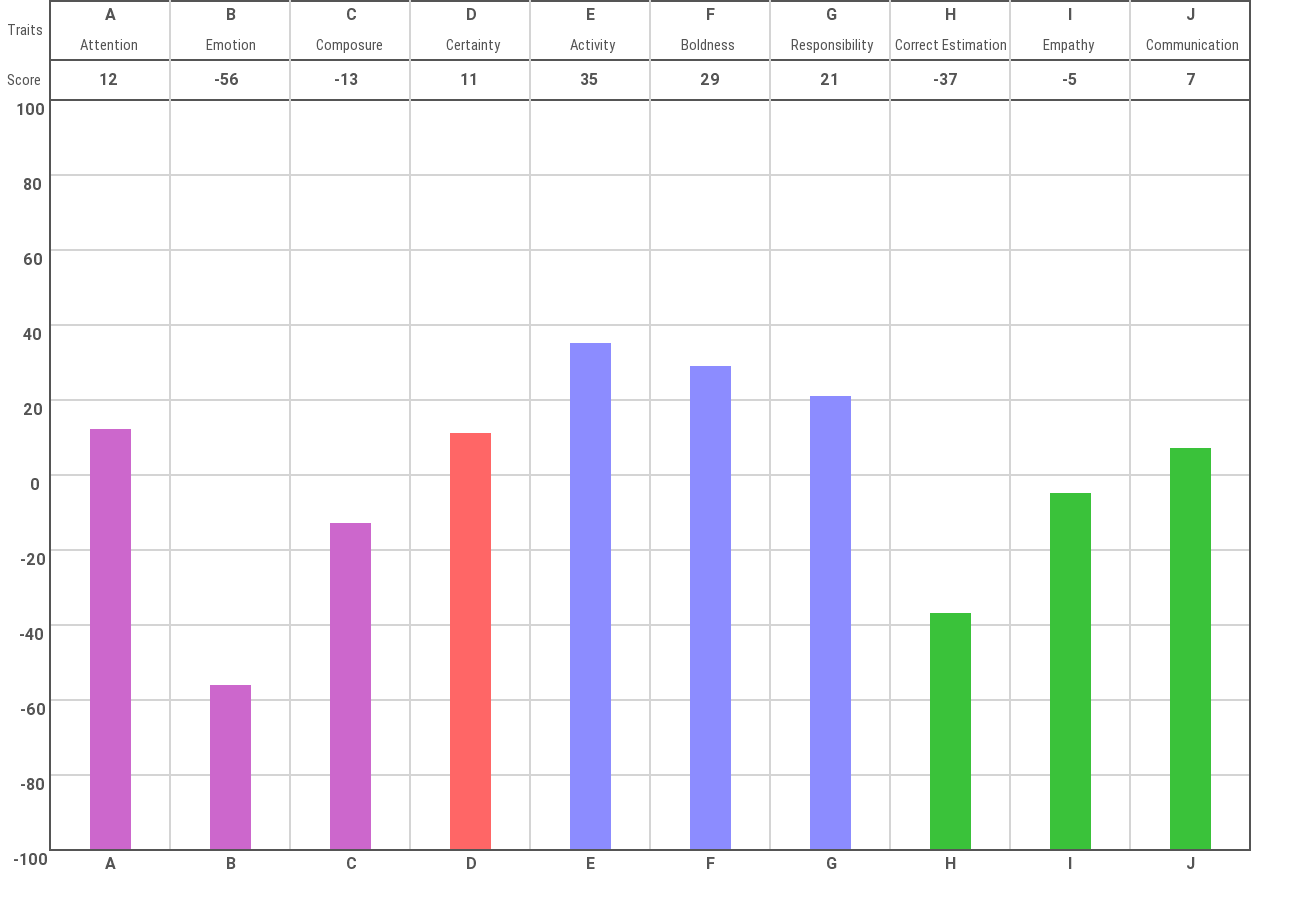 A B C D E F G H I J
Traits
Attention Emotion Composure Certainty Activity Boldness Responsibility Correct Estimation Empathy Communication
Score 12 -56 -13 11 35 29 21 -37 -5 7
100
80
60
40
20
0
-20
-40
-60
-80
-100
A B C D E F G H I J